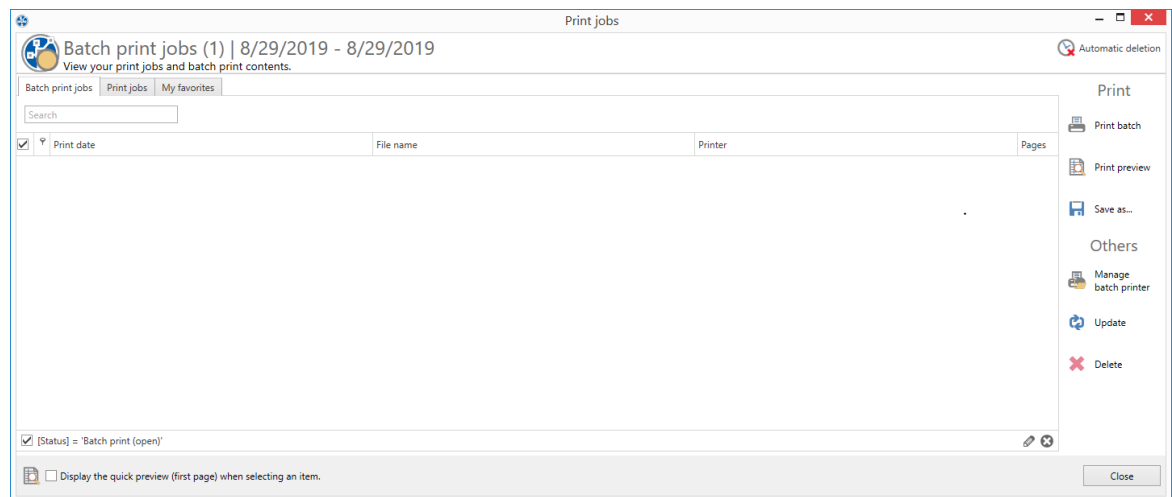 Print jobs
Batch print jobs (1) | 8/29/2019 - 8/29/2019
View your print jobs and batch print contents.
Automatic deletion
Batch print jobs
Print jobs
My favorites
Search
Print date
File name
Printer
Pages
Print
Print batch
Print preview
Save as...
Others
Manage
batch printer
Update
Delete
[Status] = 'Batch print (open)'
Display the quick preview (first page) when selecting an item.
Close